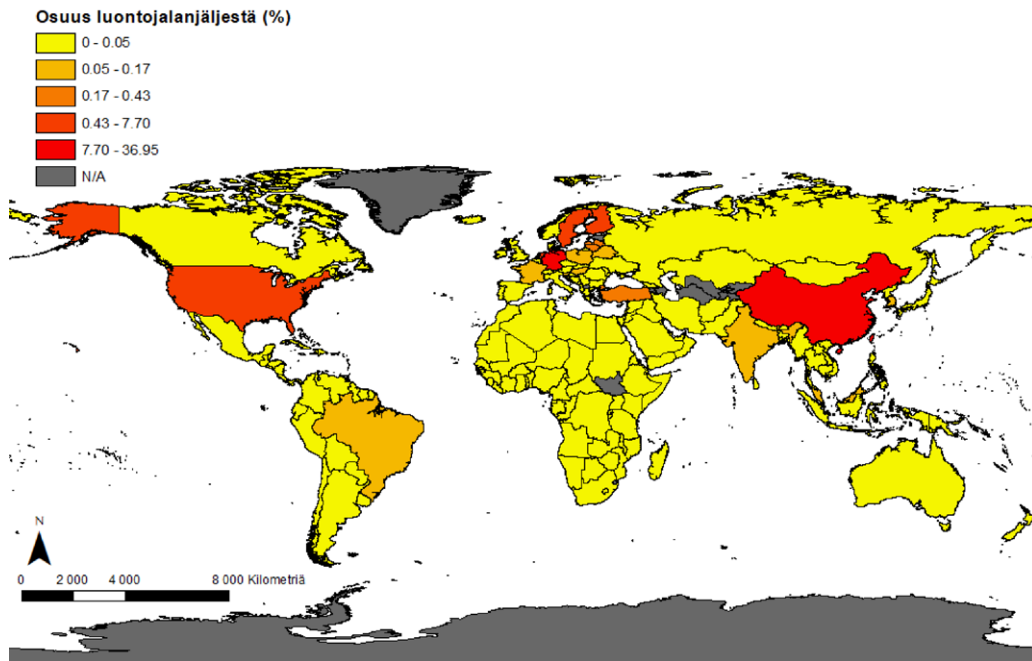 Osuus luontojalanjäljestä (%)
0 - 0.05
0.05 - 0.17
0.17 - 0.43
0.43 - 7.70
7.70 - 36.95
N/A
N
0 2 000 4 000 8 000 Kilometriä